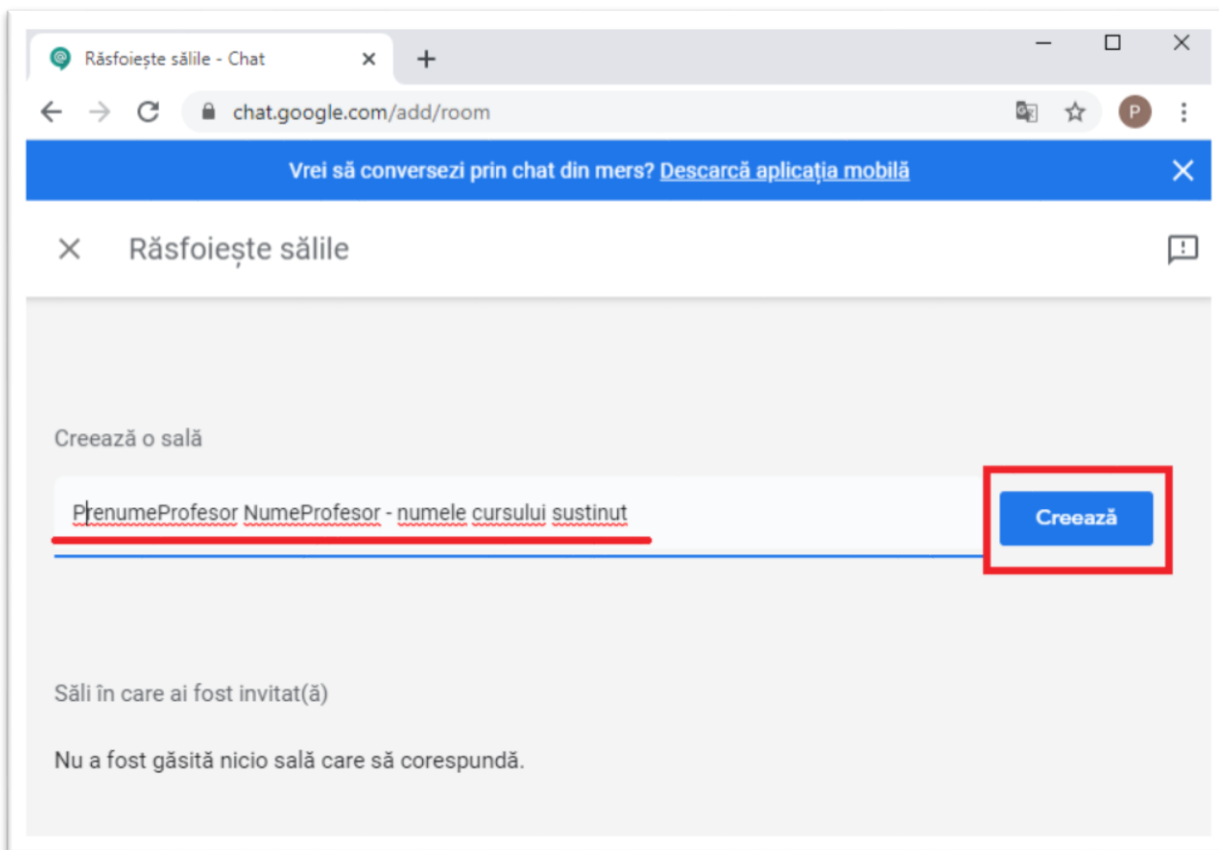 Răsfoiește sălile - Chat
chat.google.com/add/room
P
Vrei să conversezi prin chat din mers? Descarcă aplicația mobilă
Răsfoiește sălile
Creează o sală
PrenumeProfesor NumeProfesor - numele cursului sustinut
Creează
Săli în care ai fost invitat(ă)
Nu a fost găsită nicio sală care să corespundă.